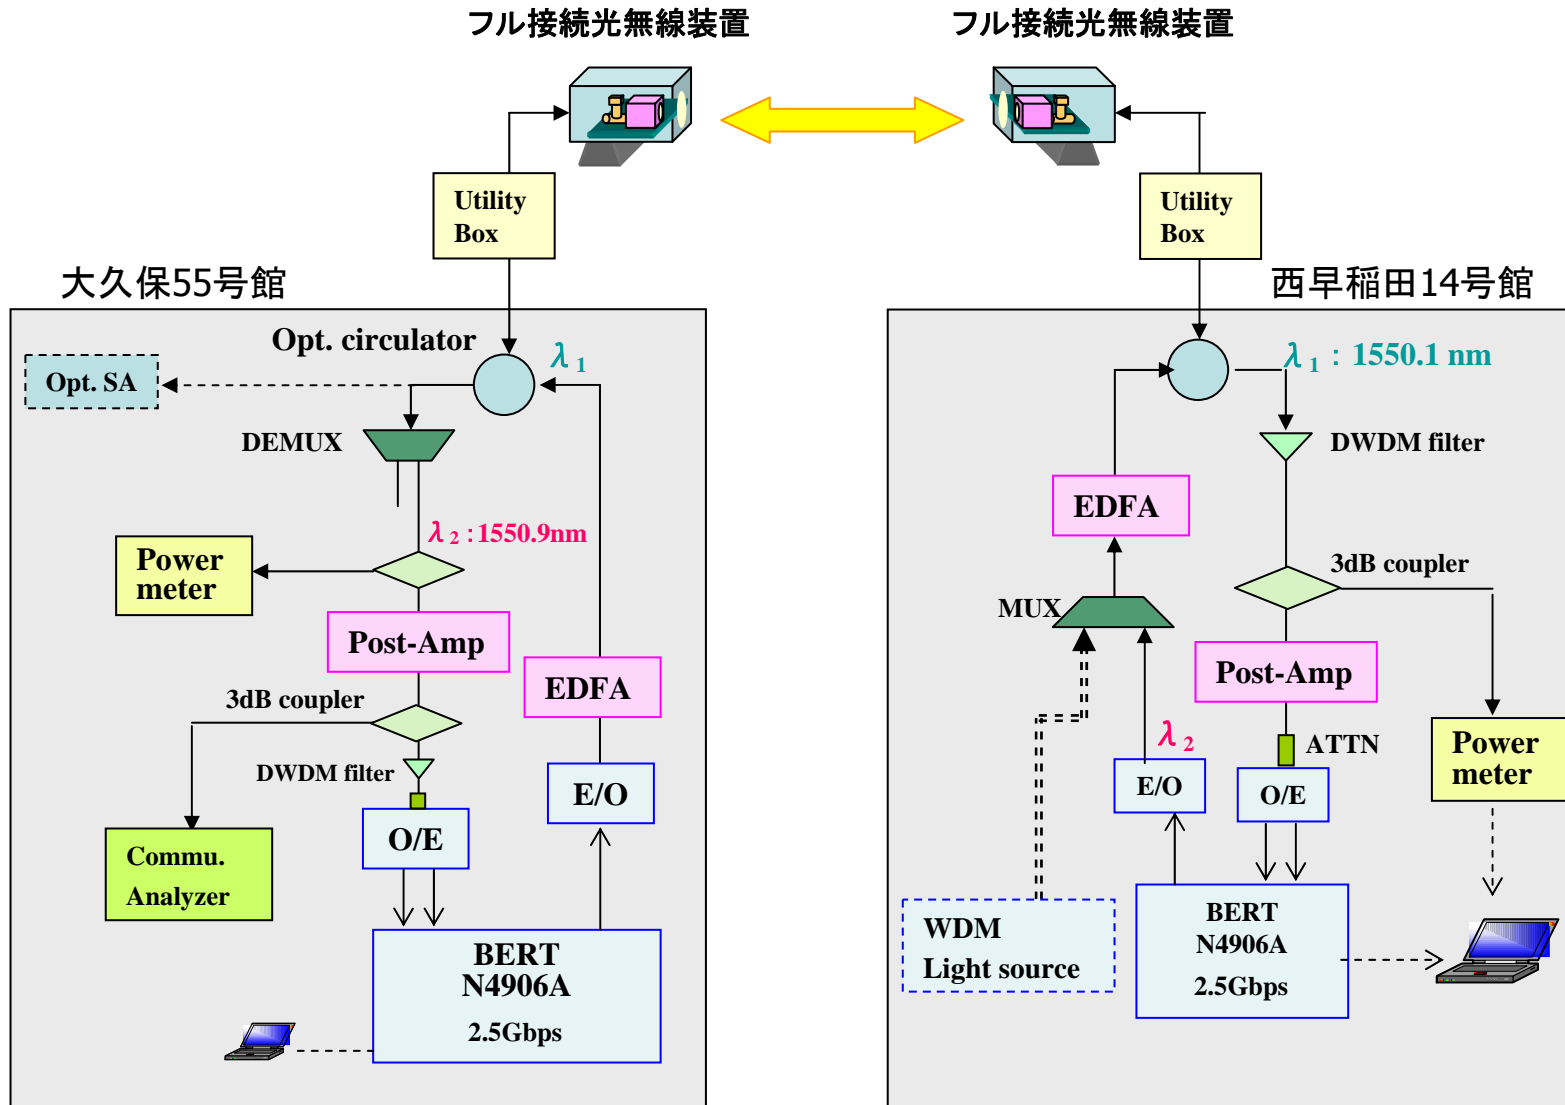 フル接続光無線装置
フル接続光無線装置
Utility
Box
Utility
Box
大久保55号館
西早稲田14号館
Opt. circulator
λ1
Opt. SA
DEMUX
λ2：1550.9nm
Power
meter
Post-Amp
3dB coupler
EDFA
DWDM filter
E/O
O/E
Commu.
Analyzer
BERT
N4906A
2.5Gbps
λ1：1550.1 nm
DWDM filter
EDFA
3dB coupler
MUX
Post-Amp
λ2
ATTN
Power
meter
E/O
O/E
WDM
Light source
BERT
N4906A
2.5Gbps